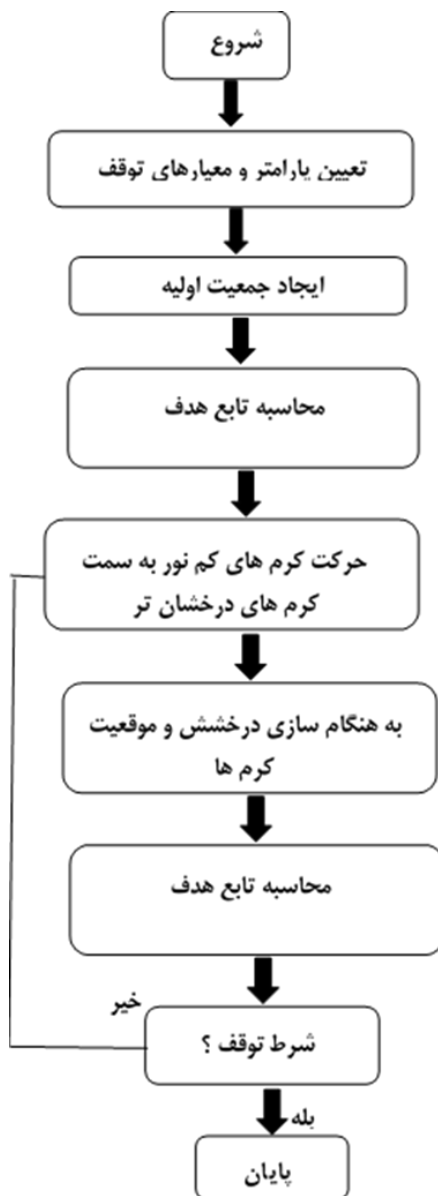 شروع
تعیین پارامتر و معیارهای توقف
ایجاد جمعیت اولیه
محاسبه تابع هدف
حرکت کرم های کم نور به سمت
کرم های درخشان تر
به هنگام سازی درخشش و موقعیت
کرم ها
محاسبه تابع هدف
خیر
شرط توقف ؟
بله
پایان